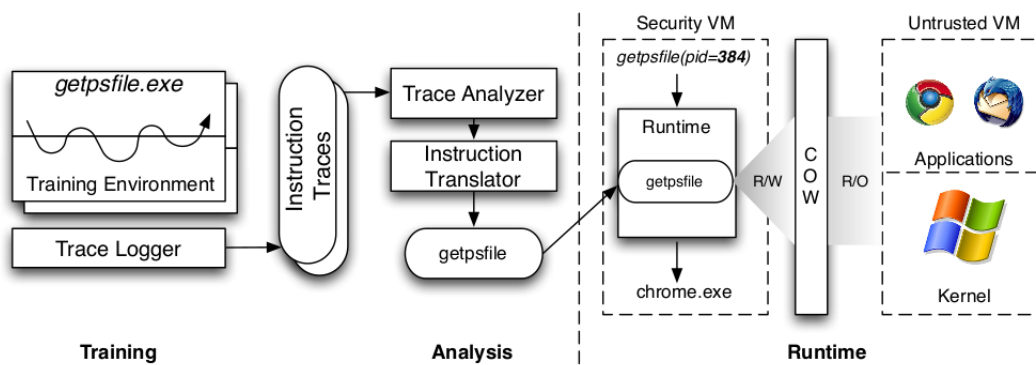 getpsfile.exe
Training Environment
Trace Logger
Training
Instruction
Traces
Trace Analyzer
Instruction
Translator
getpsfile
Analysis
Security VM
getpsfile(pid=384)
Runtime
getpsfile
chrome.exe
R/W
C
O
W
R/O
Untrusted VM
Applications
Kernel
Runtime